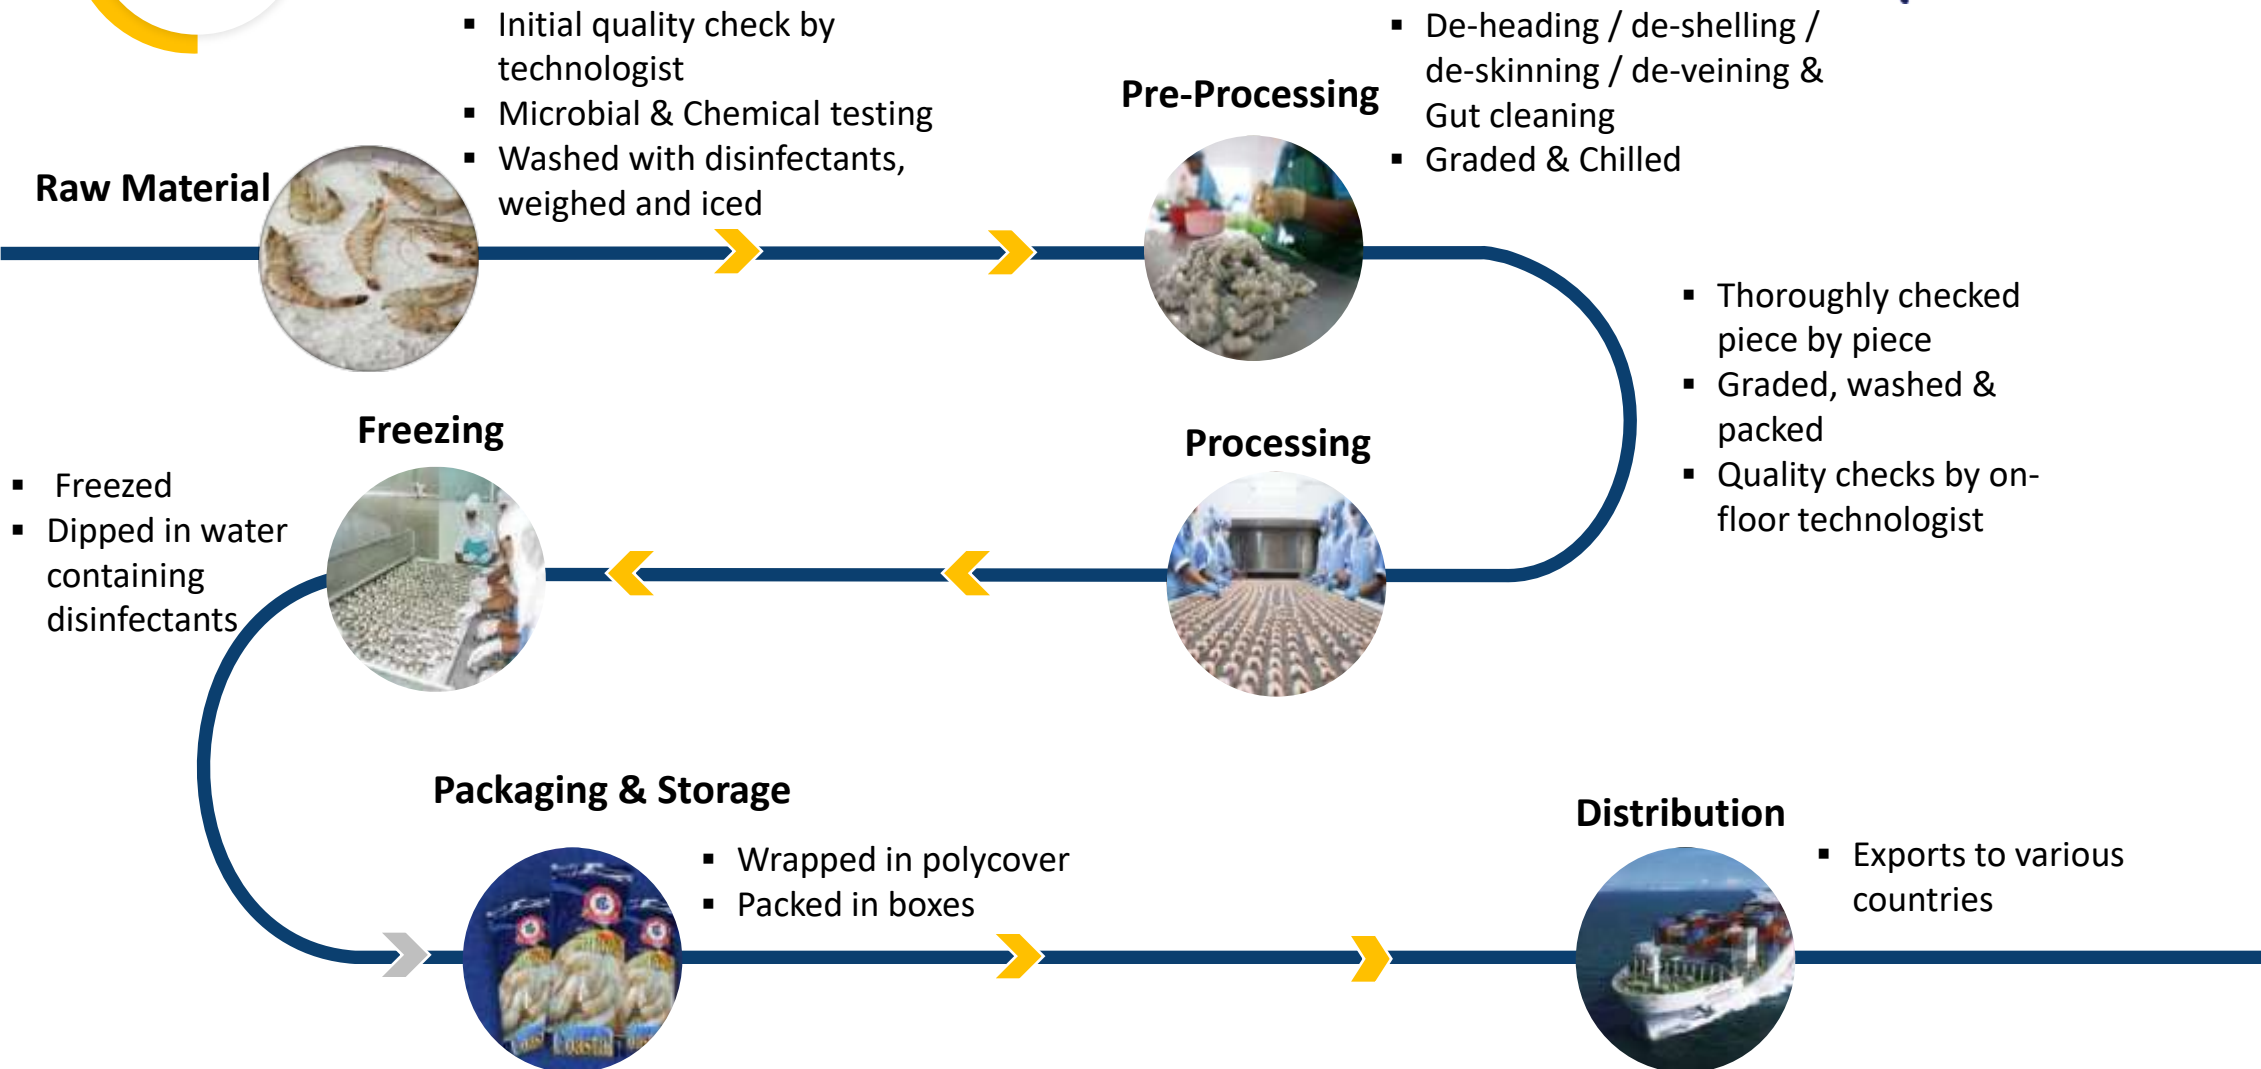 Raw Material
▪ Initial quality check by
technologist
▪ Microbial & Chemical testing
▪ Washed with disinfectants,
weighed and iced
Pre-Processing
▪ De-heading / de-shelling /
de-skinning / de-veining &
Gut cleaning
▪ Graded & Chilled
▪ Thoroughly checked
piece by piece
▪ Graded, washed &
packed
▪ Quality checks by on-
floor technologist
Processing
Freezing
▪ Freezed
▪ Dipped in water
containing
disinfectants
Packaging & Storage
▪ Wrapped in polycover
▪ Packed in boxes
Coastal
Distribution
▪ Exports to various
countries